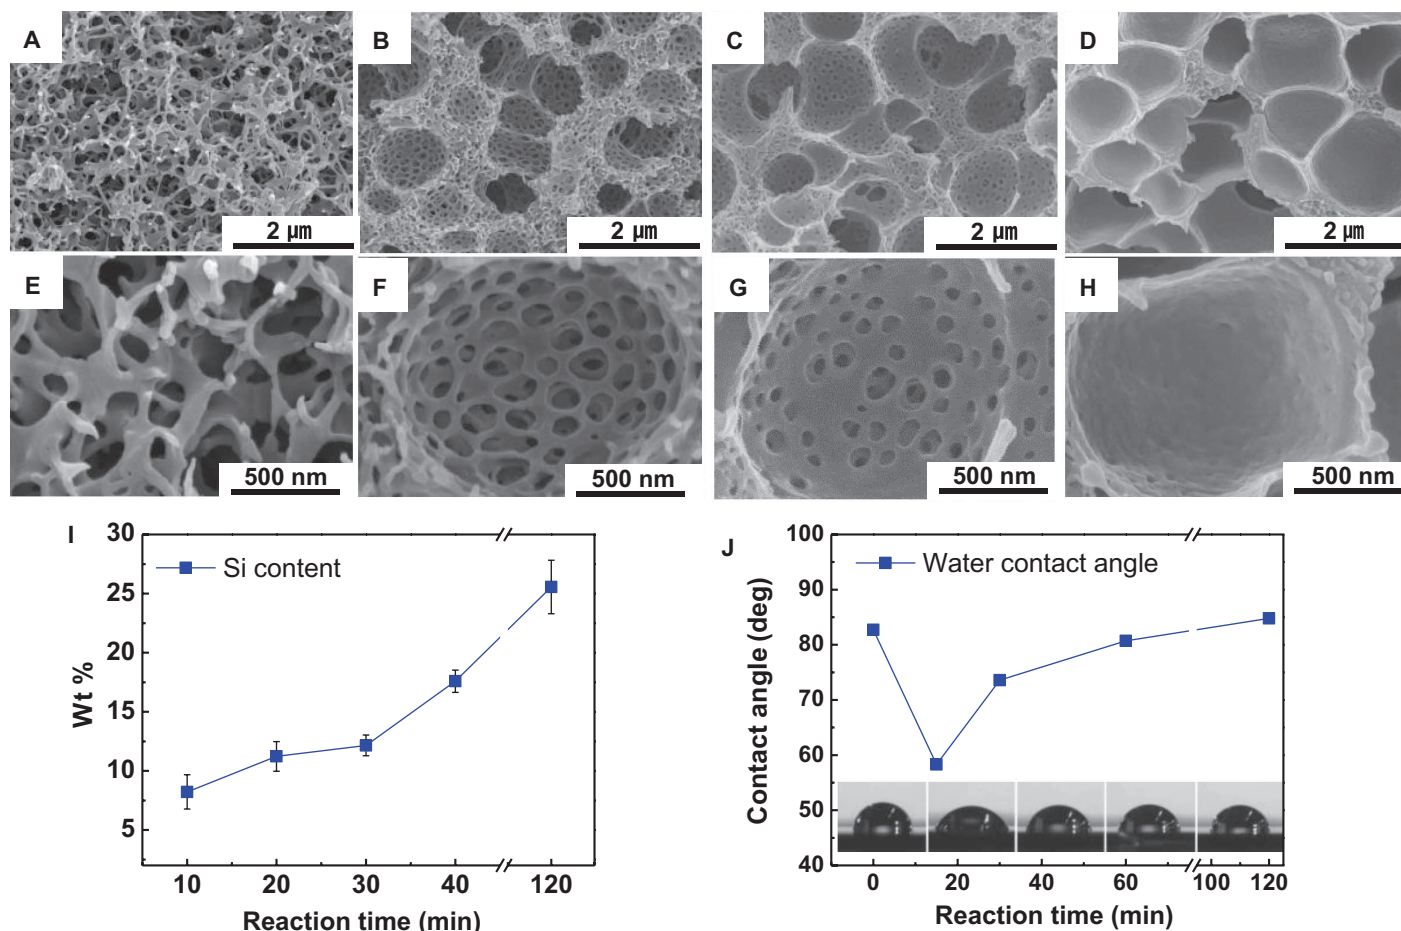 A
B
C
D
2 μm
2 μm
2 μm
2 μm
E
F
G
H
500 nm
500 nm
500 nm
500 nm
I
30
25
20
15
10
5
Wt %
Si content
10
20
30
40
120
Reaction time (min)
J
100
90
80
70
60
50
40
Contact angle (deg)
Water contact angle
0
20
40
60
100
120
Reaction time (min)